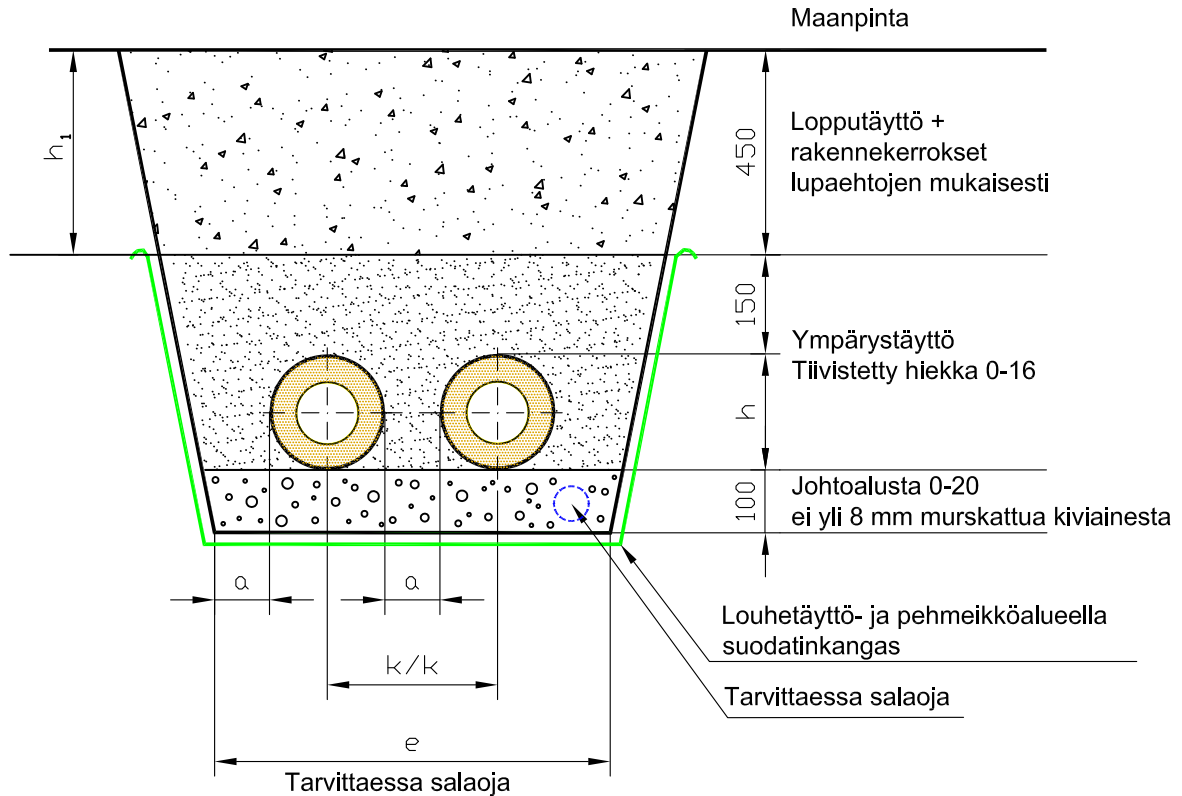 Maanpinta
h1
450
Lopputäyttö +
rakennekerrokset
lupaehtojen mukaisesti
150
Ympärystäyttö
Tiivistetty hiekka 0-16
h
100
Johtoalusta 0-20
ei yli 8 mm murskattua kiviainesta
a
a
Louhetäyttö- ja pehmeikköalueella
suodatinkangas
k/k
Tarvittaessa salaoja
e
Tarvittaessa salaoja